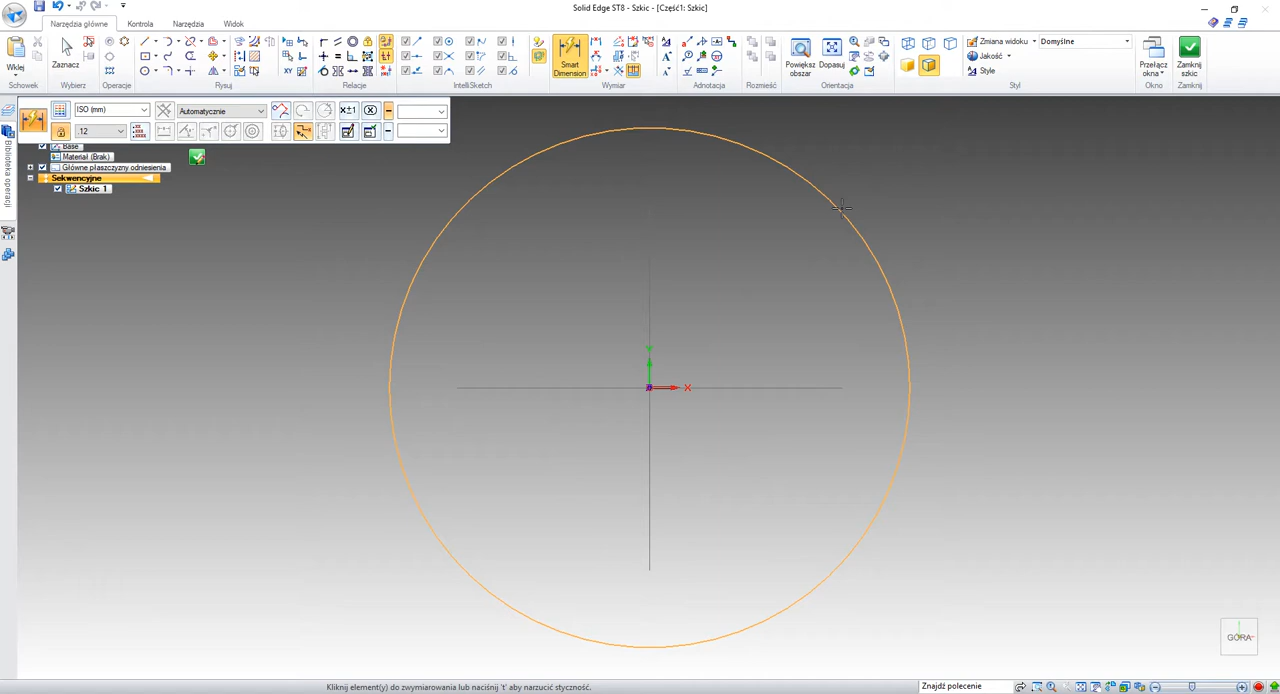 Solid Edge ST8 - Szkic - [Część1: Szkic]
Narzędzia główne
Kontrola
Narzędzia
Widok
Wklej
Zaznacz
Smart
Dimension
Powiększ
obszar
Dopasuj
Zmiana widoku
Domyślne
Jakość
Style
Przełącz
okna
Zamknij
szkic
Schowek
Wybierz
Operacje
Rysuj
Relacje
IntelliSketch
Wymiar
Adnotacja
Rozmieść
Orientacja
Styl
Okno
Zamknij
ISO (mm)
Automatycznie
.12
Base
Materiał (Brak)
Główne płaszczyzny odniesienia
Sekwencyjne
Szkic 1
Biblioteka operacji
Y
X
GÓRA
Kliknij element(y) do zwymiarowania lub naciśnij 't' aby narzucić styczność.
Znajdź polecenie